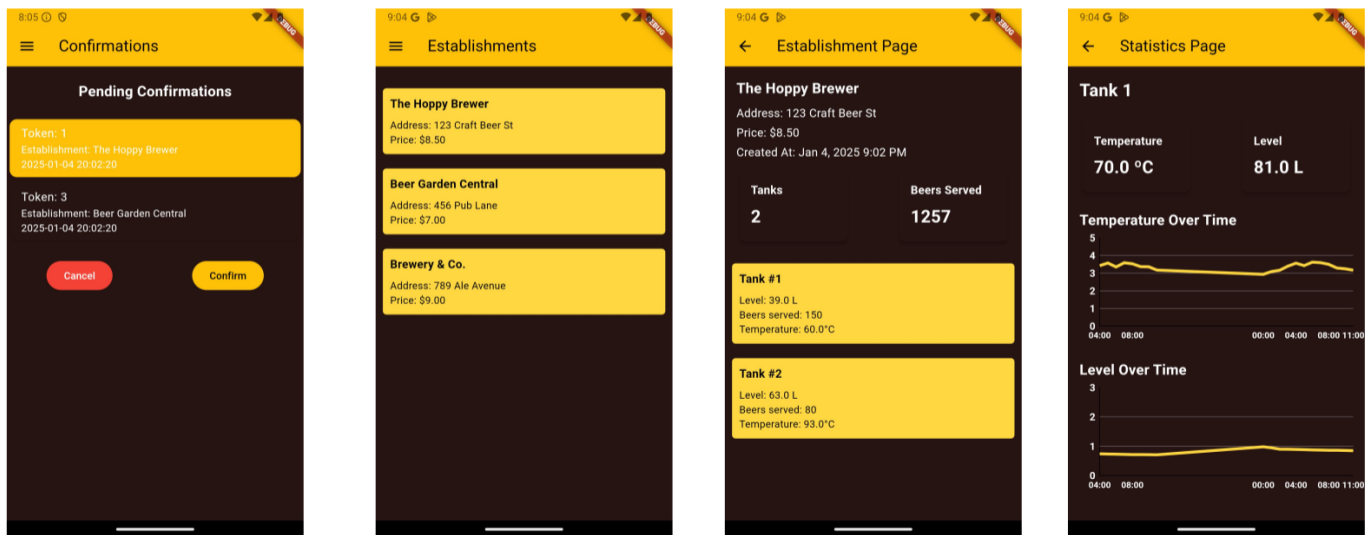 8:05
DEBUG
Confirmations
Pending Confirmations
Token: 1
Establishment: The Hoppy Brewer
2025-01-04 20:02:20
Token: 3
Establishment: Beer Garden Central
2025-01-04 20:02:20
Cancel
Confirm
9:04 G
DEBUG
Establishments
The Hoppy Brewer
Address: 123 Craft Beer St
Price: $8.50
Beer Garden Central
Address: 456 Pub Lane
Price: $7.00
Brewery & Co.
Address: 789 Ale Avenue
Price: $9.00
9:04 G
DEBUG
Establishment Page
The Hoppy Brewer
Address: 123 Craft Beer St
Price: $8.50
Created At: Jan 4, 2025 9:02 PM
Tanks
2
Beers Served
1257
Tank #1
Level: 39.0 L
Beers served: 150
Temperature: 60.0°C
Tank #2
Level: 63.0 L
Beers served: 80
Temperature: 93.0°C
9:04 G
DEBUG
Statistics Page
Tank 1
Temperature
70.0 ºC
Level
81.0 L
Temperature Over Time
5
4
3
2
1
0
04:00 08:00 00:00 04:00 08:00 11:00
Level Over Time
3
2
1
0
04:00 08:00 00:00 04:00 08:00 11:00